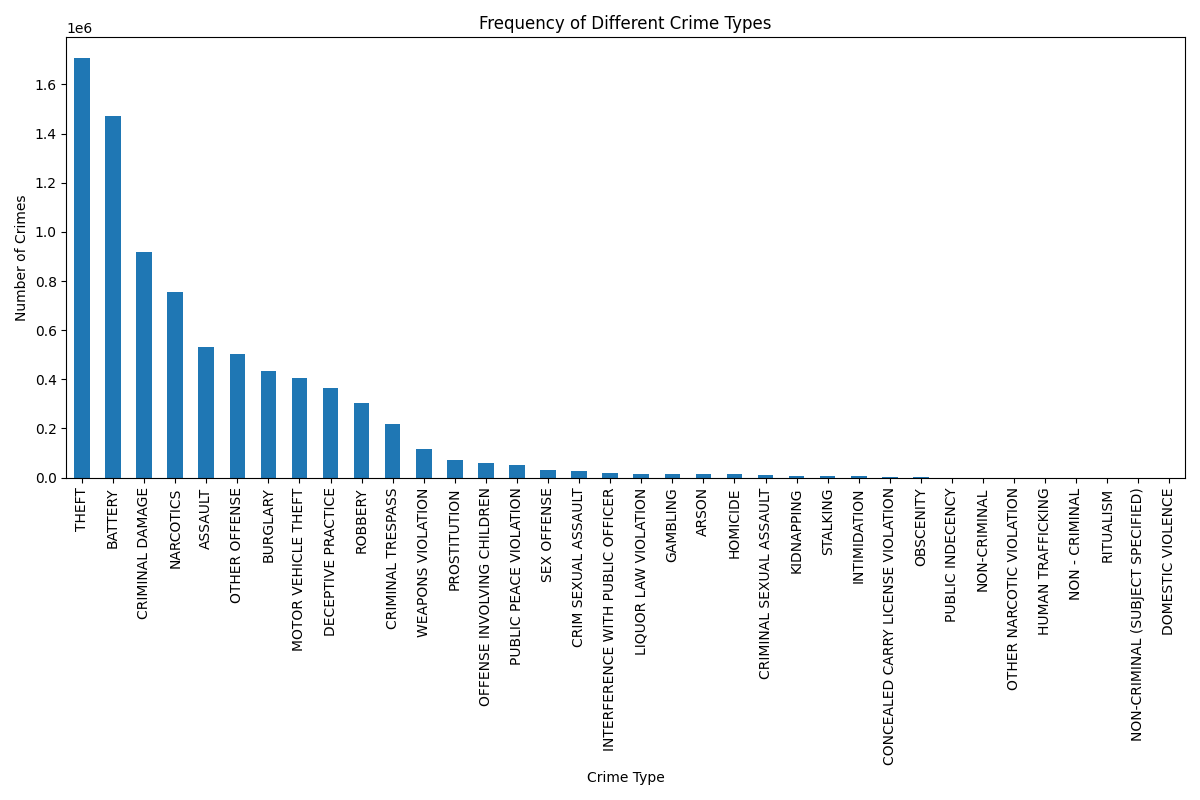 Frequency of Different Crime Types
1e6
1.6
1.4
1.2
1.0
0.8
0.6
0.4
0.2
0.0
Number of Crimes
THEFT
BATTERY
CRIMINAL DAMAGE
NARCOTICS
ASSAULT
OTHER OFFENSE
BURGLARY
MOTOR VEHICLE THEFT
DECEPTIVE PRACTICE
ROBBERY
CRIMINAL TRESPASS
WEAPONS VIOLATION
PROSTITUTION
OFFENSE INVOLVING CHILDREN
PUBLIC PEACE VIOLATION
SEX OFFENSE
CRIM SEXUAL ASSAULT
INTERFERENCE WITH PUBLIC OFFICER
LIQUOR LAW VIOLATION
GAMBLING
ARSON
HOMICIDE
CRIMINAL SEXUAL ASSAULT
KIDNAPPING
STALKING
INTIMIDATION
CONCEALED CARRY LICENSE VIOLATION
OBSCENITY
PUBLIC INDECENCY
NON-CRIMINAL
OTHER NARCOTIC VIOLATION
HUMAN TRAFFICKING
NON - CRIMINAL
RITUALISM
NON-CRIMINAL (SUBJECT SPECIFIED)
DOMESTIC VIOLENCE
Crime Type